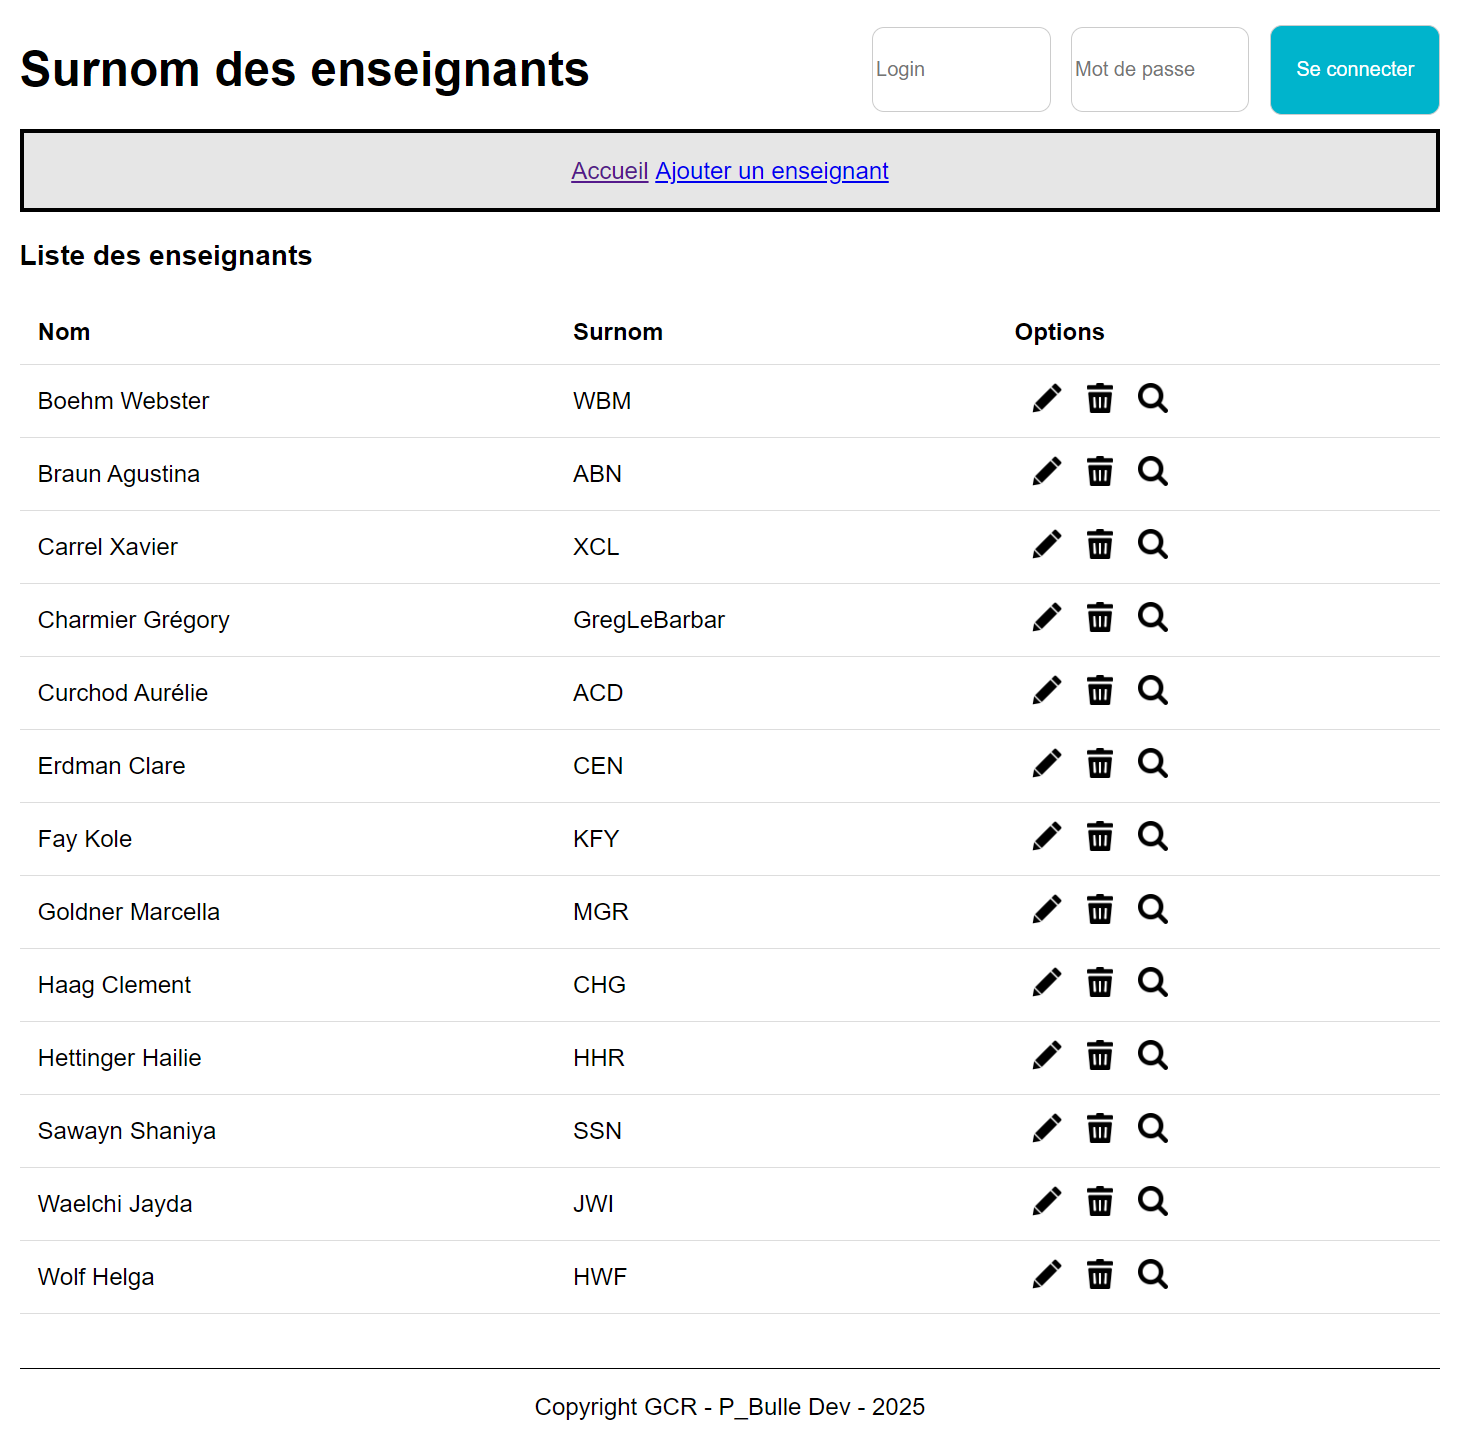 Surnom des enseignants
Login Mot de passe Se connecter
Accueil Ajouter un enseignant
Liste des enseignants
Nom Surnom Options
Boehm Webster WBM
Braun Agustina ABN
Carrel Xavier XCL
Charmier Grégory GregLeBarbar
Curchod Aurélie ACD
Erdman Clare CEN
Fay Kole KFY
Goldner Marcella MGR
Haag Clement CHG
Hettinger Hailie HHR
Sawayn Shaniya SSN
Waelchi Jayda JWI
Wolf Helga HWF
Copyright GCR - P_Bulle Dev - 2025